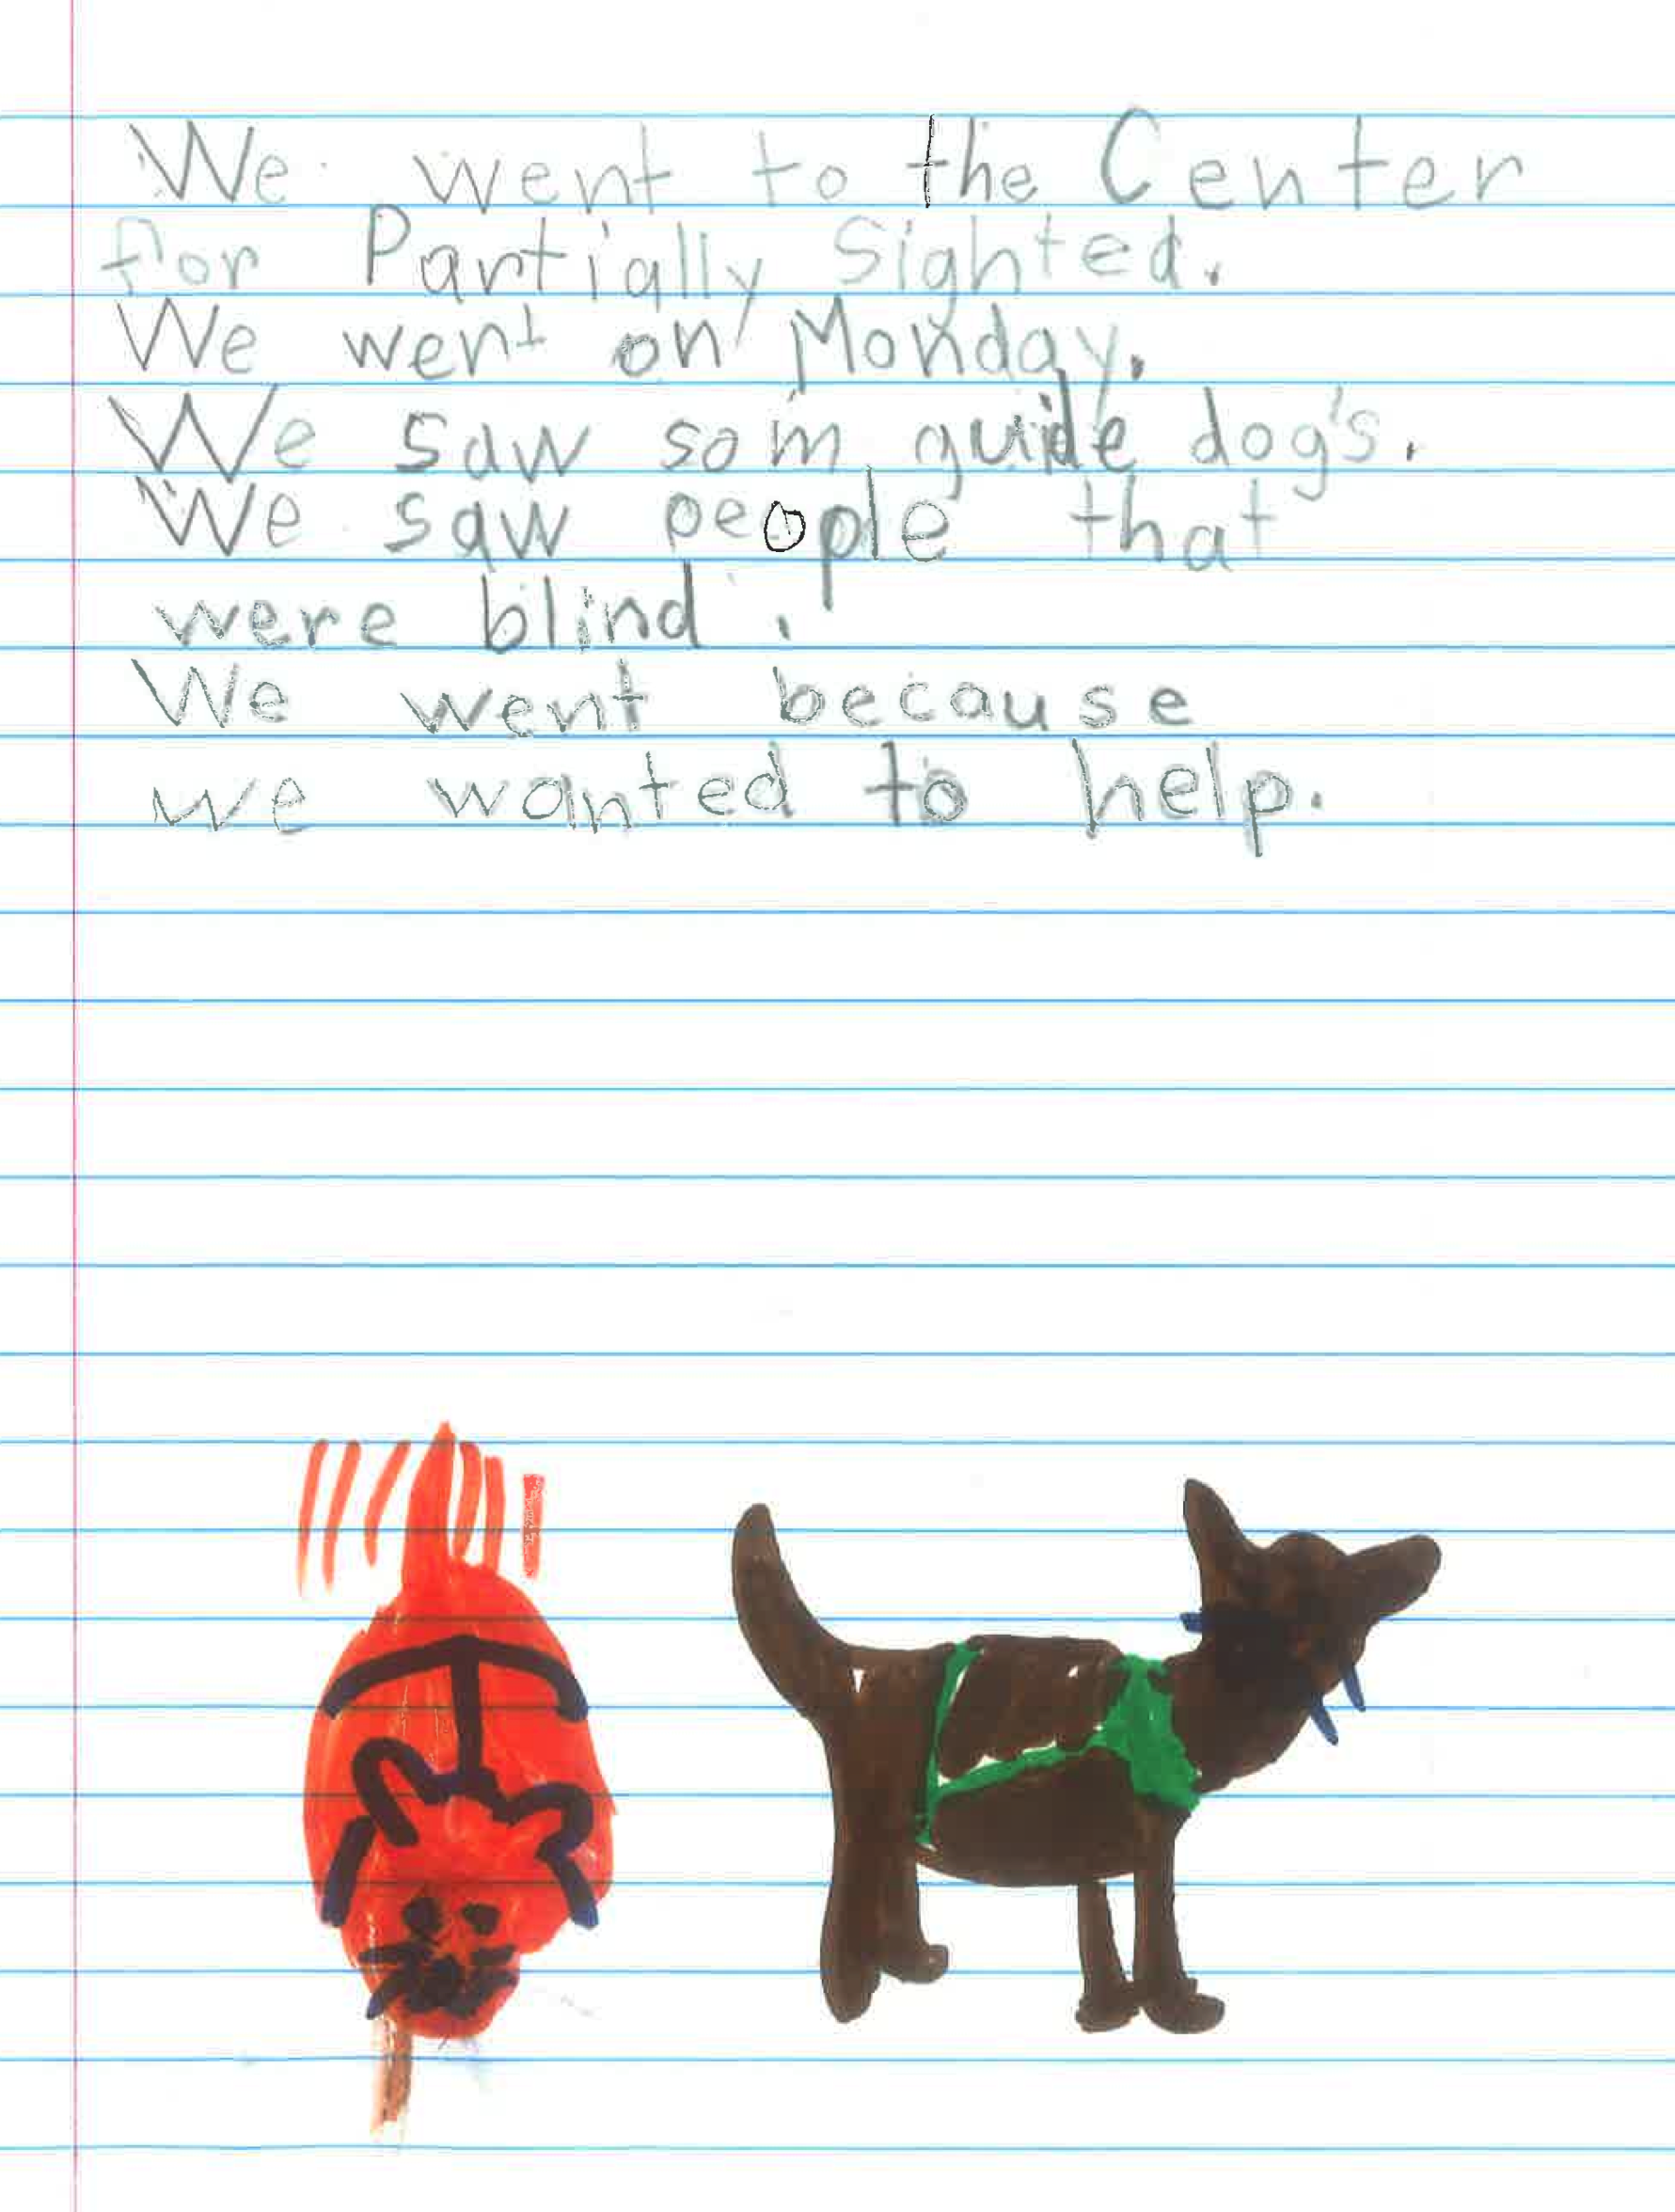 We went to the Center
for Partially Sighted.
We went on Monday.
We saw som guide dog's.
We saw people that
were blind.
We went because
we wanted to help.